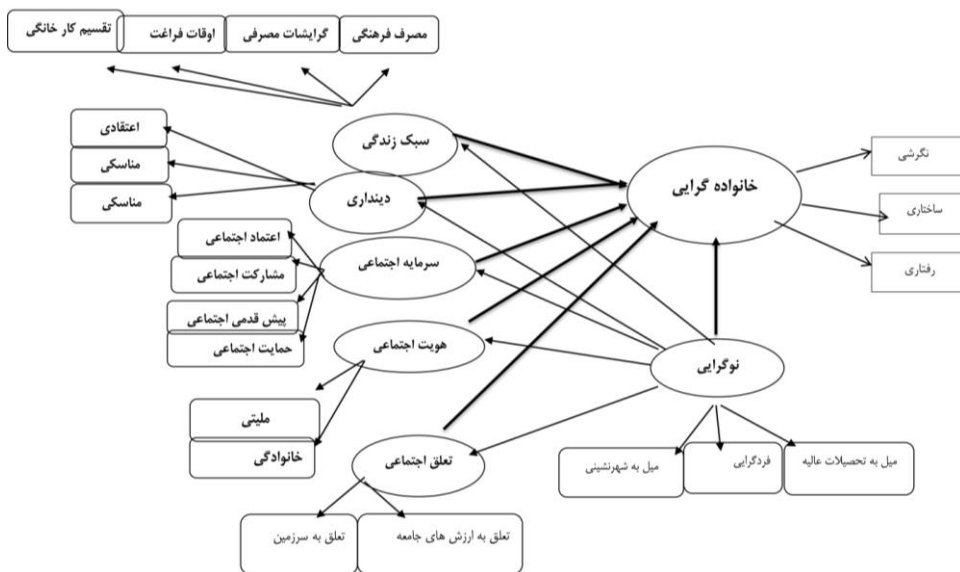 مصرف فرهنگی
گرایشات مصرفی
اوقات فراغت
تقسیم کار خانگی
سبک زندگی
اعتقادی
مناسکی
مناسکی
دینداری
خانواده گرایی
نگرشی
ساختاری
رفتاری
اعتماد اجتماعی
مشارکت اجتماعی
پیش قدمی اجتماعی
حمایت اجتماعی
سرمایه اجتماعی
هویت اجتماعی
نوگرایی
ملیتی
خانوادگی
تعلق اجتماعی
میل به تحصیلات عالیه
فردگرایی
میل به شهرنشینی
تعلق به ارزش های جامعه
تعلق به سرزمین